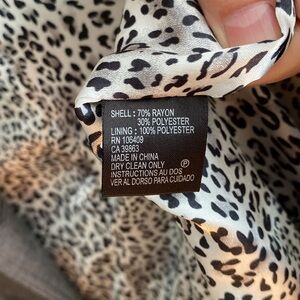 SHELL : 70% RAYON
30% POLYESTER
LINING : 100% POLYESTER
RN 106409
CA 39863
MADE IN CHINA
DRY CLEAN ONLY
P
INSTRUCTIONS AU DOS
VER AL DORSO PARA CUIDADO